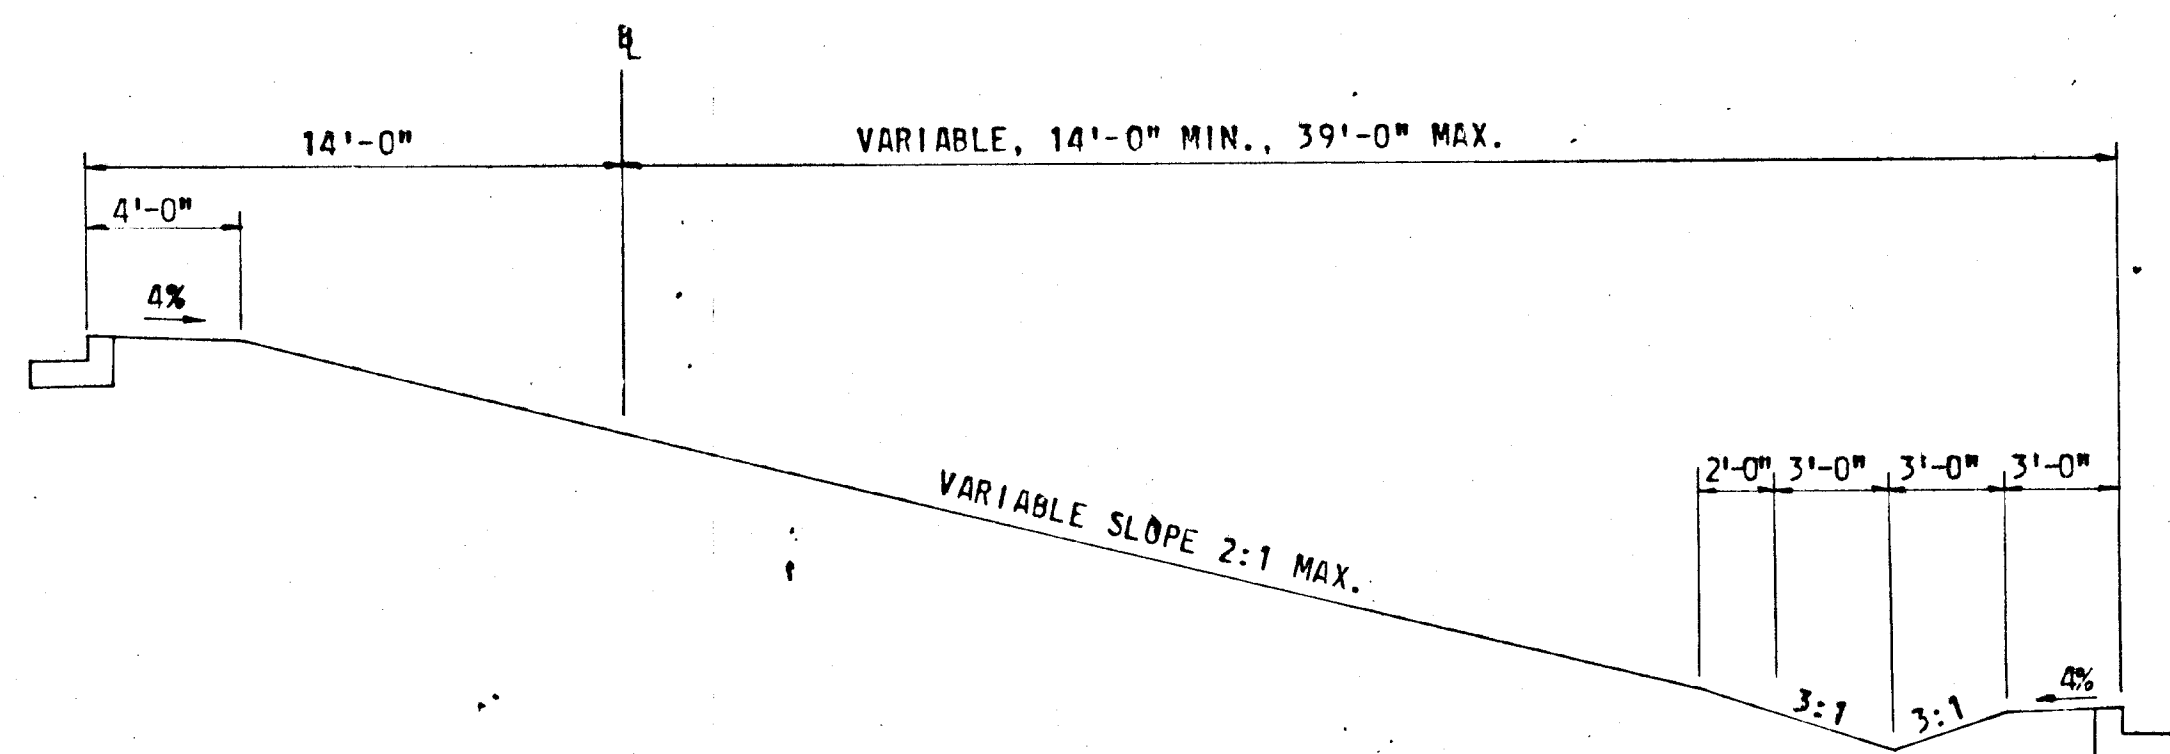 ℄
14'-0"
VARIABLE, 14'-0" MIN., 39'-0" MAX.
4'-0"
4%
2'-0" 3'-0" 3'-0" 3'-0"
VARIABLE SLOPE 2:1 MAX.
4%
3:1
3:1